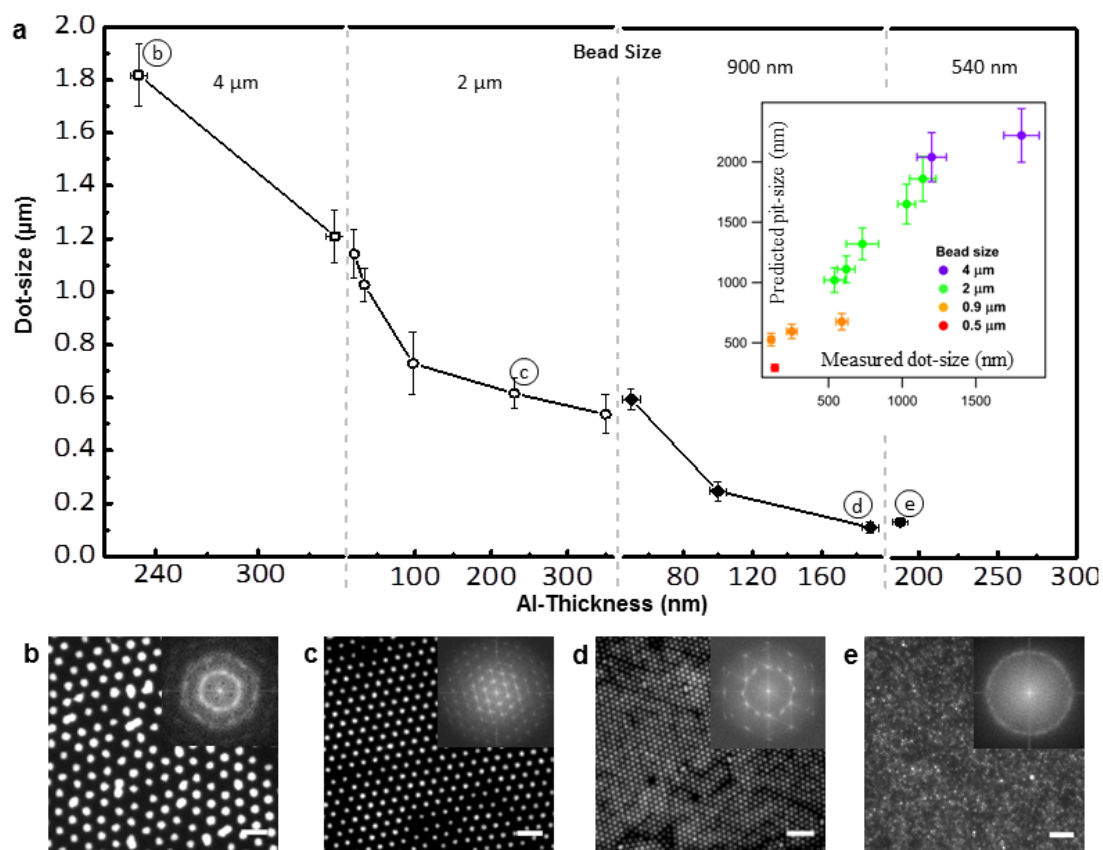 a
2.0
1.8
1.6
1.4
1.2
1.0
0.8
0.6
0.4
0.2
0.0
Dot-size (µm)
Bead Size
4 µm
2 µm
900 nm
540 nm
b
c
d
e
2000
1500
1000
500
Predicted pit-size (nm)
Bead size
4 µm
2 µm
0.9 µm
0.5 µm
Measured dot-size (nm)
500 1000 1500
240 300 100 200 300 80 120 160 200 300
Al-Thickness (nm)
b c d e